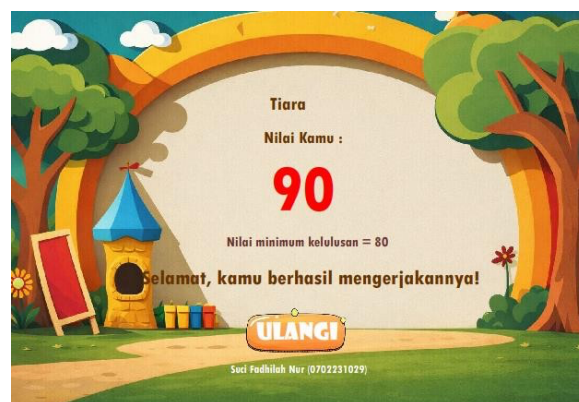 Tiara
Nilai Kamu :
90
Nilai minimum kelulusan = 80
Selamat, kamu berhasil mengerjakannya!
ULANGI
Suci Fadhilah Nur (0702231029)